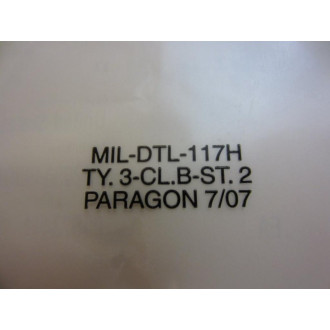 MIL-DTL-117H
TY. 3-CL.B-ST. 2
PARAGON 7/07